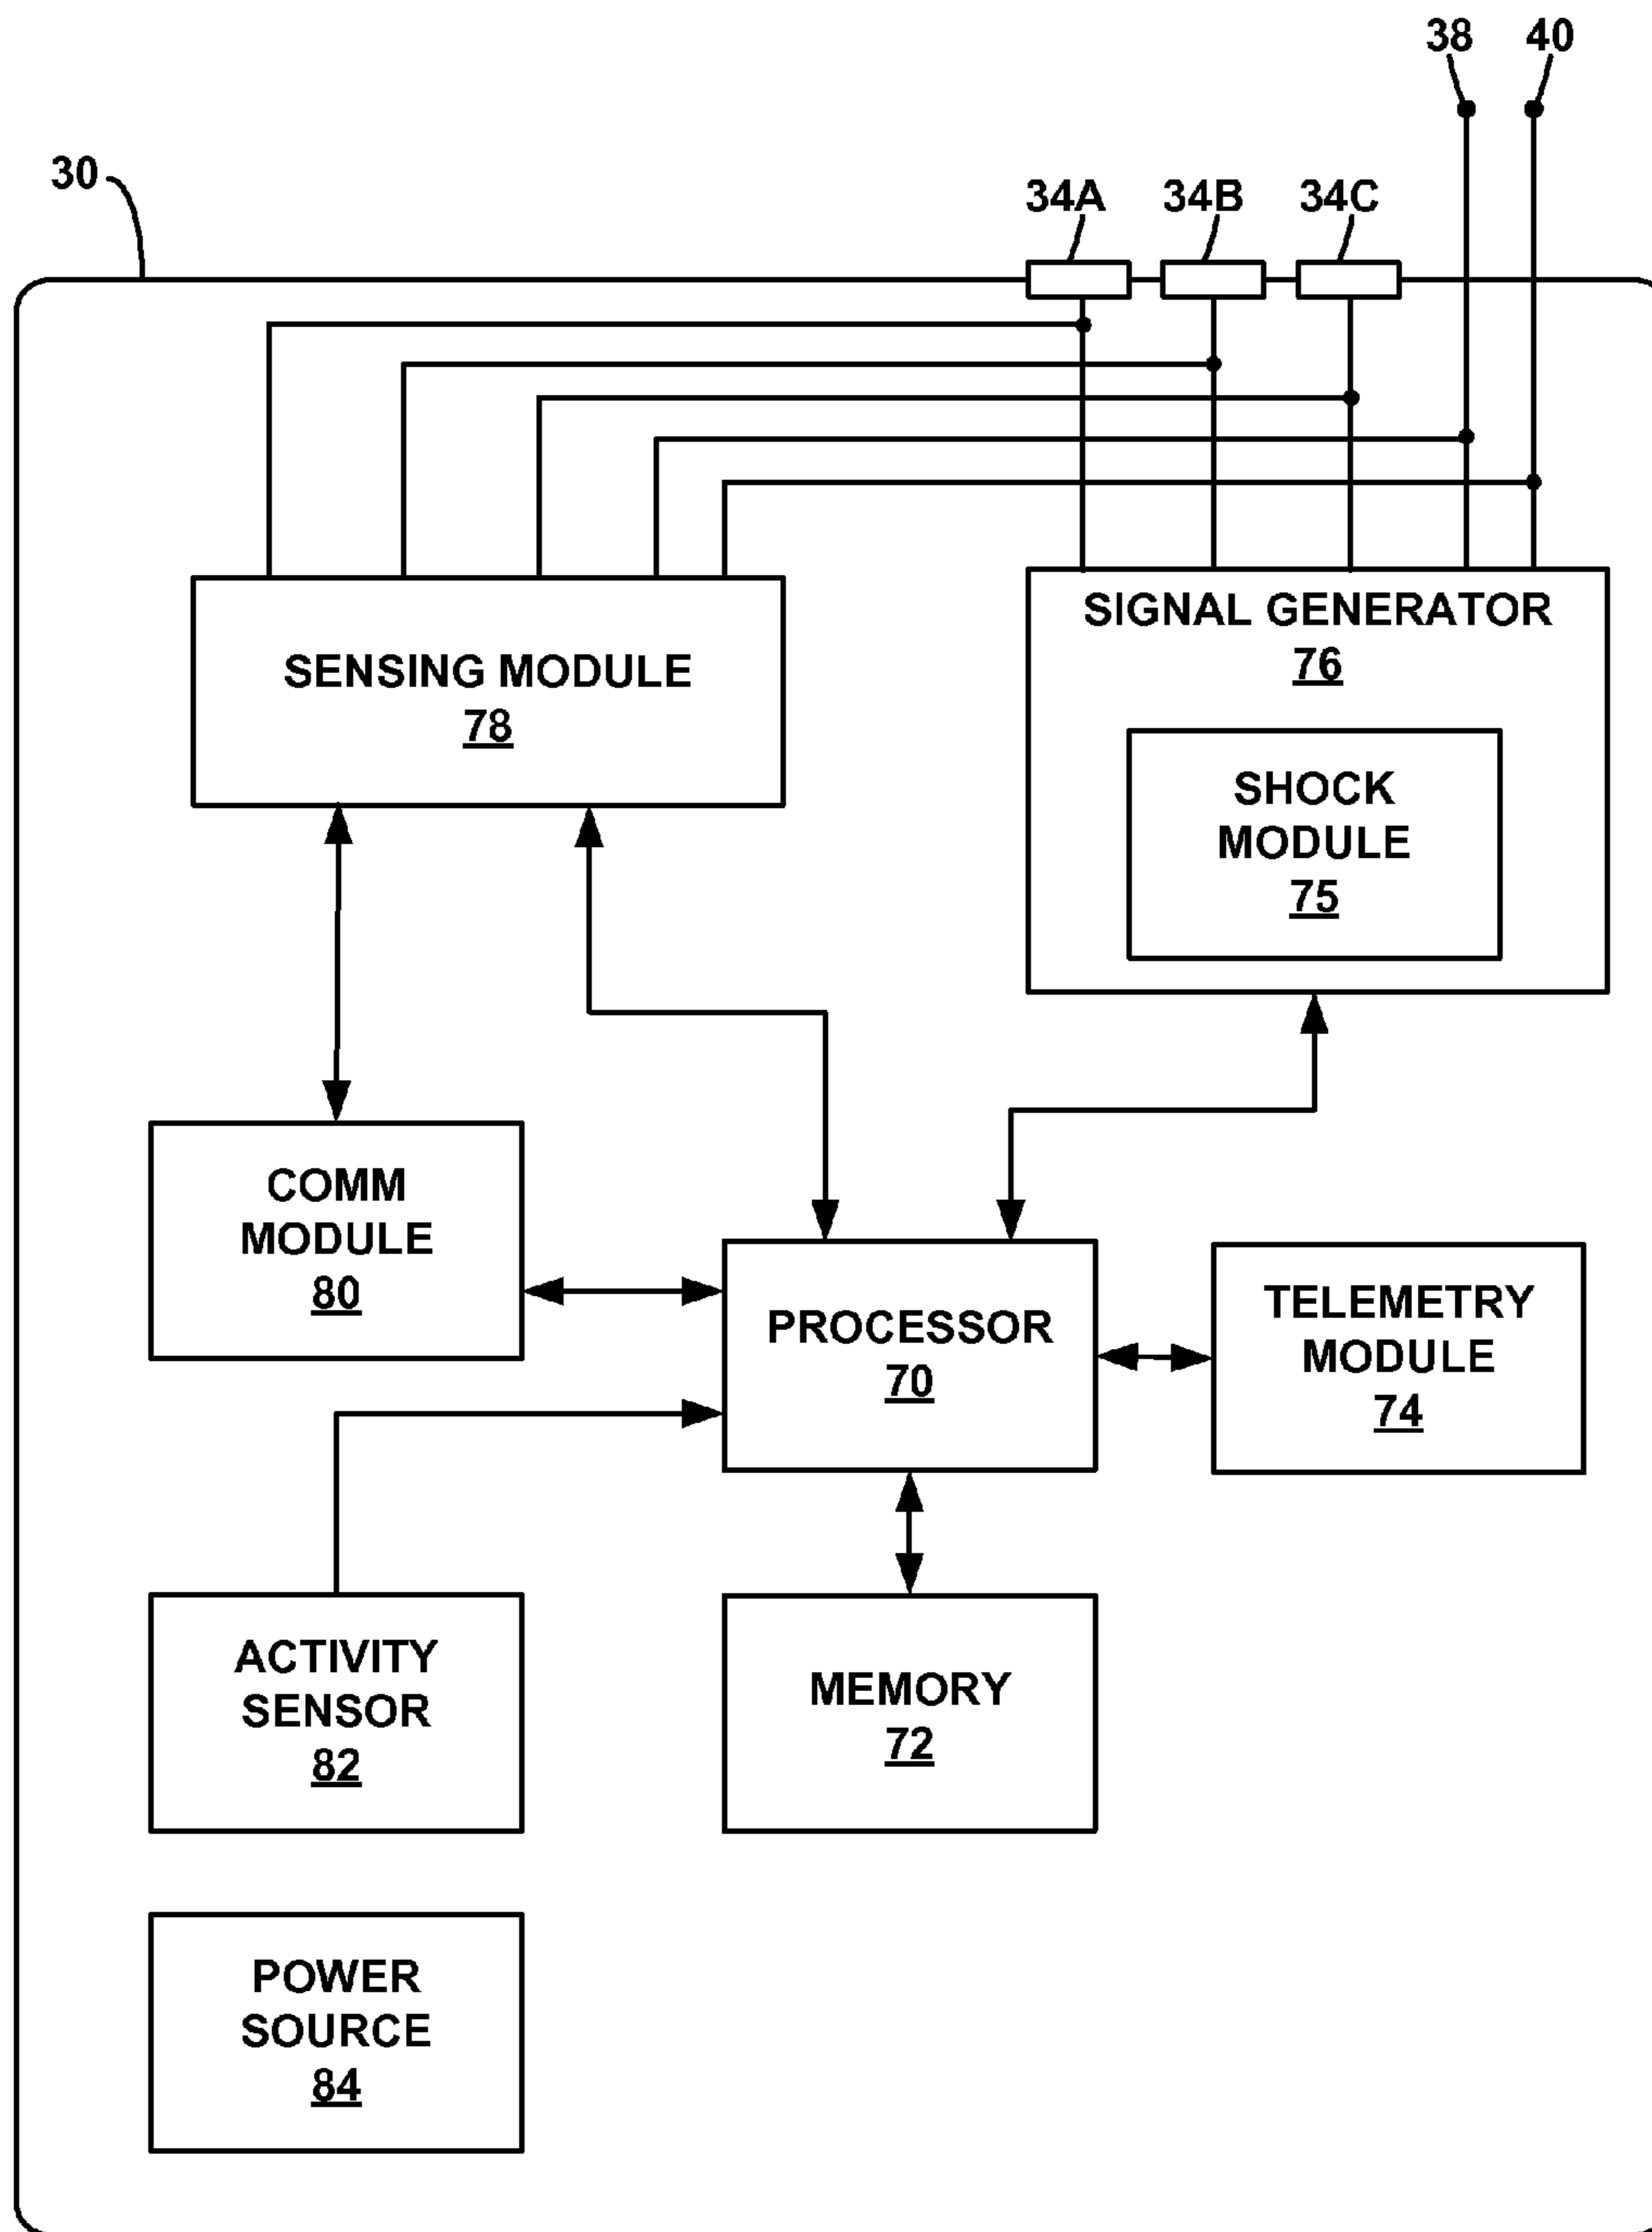 38 40
30
34A 34B 34C
SIGNAL GENERATOR
76
SENSING MODULE
78
SHOCK
MODULE
75
COMM
MODULE
80
PROCESSOR
70
TELEMETRY
MODULE
74
ACTIVITY
SENSOR
82
MEMORY
72
POWER
SOURCE
84